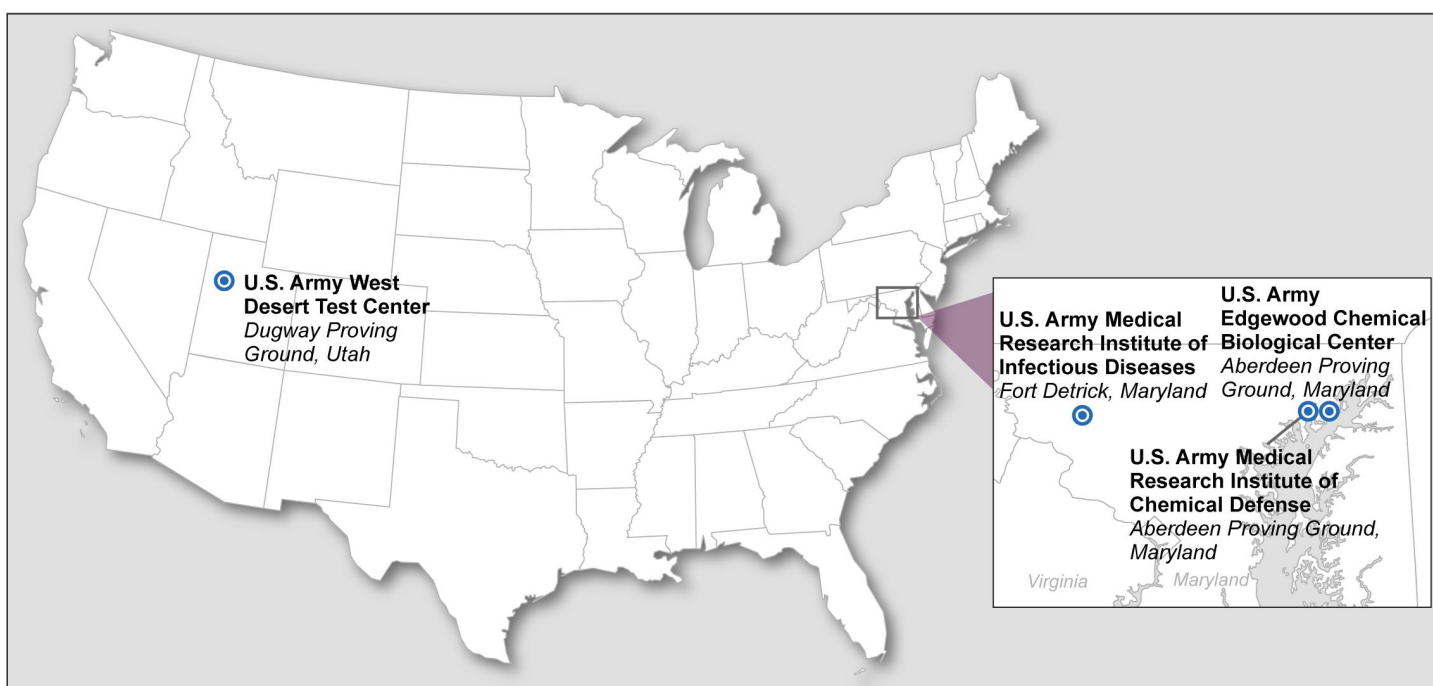 U.S. Army West
Desert Test Center
Dugway Proving
Ground, Utah
U.S. Army Medical
Research Institute of
Infectious Diseases
Fort Detrick, Maryland
U.S. Army
Edgewood Chemical
Biological Center
Aberdeen Proving
Ground, Maryland
U.S. Army Medical
Research Institute of
Chemical Defense
Aberdeen Proving Ground,
Maryland
Virginia
Maryland